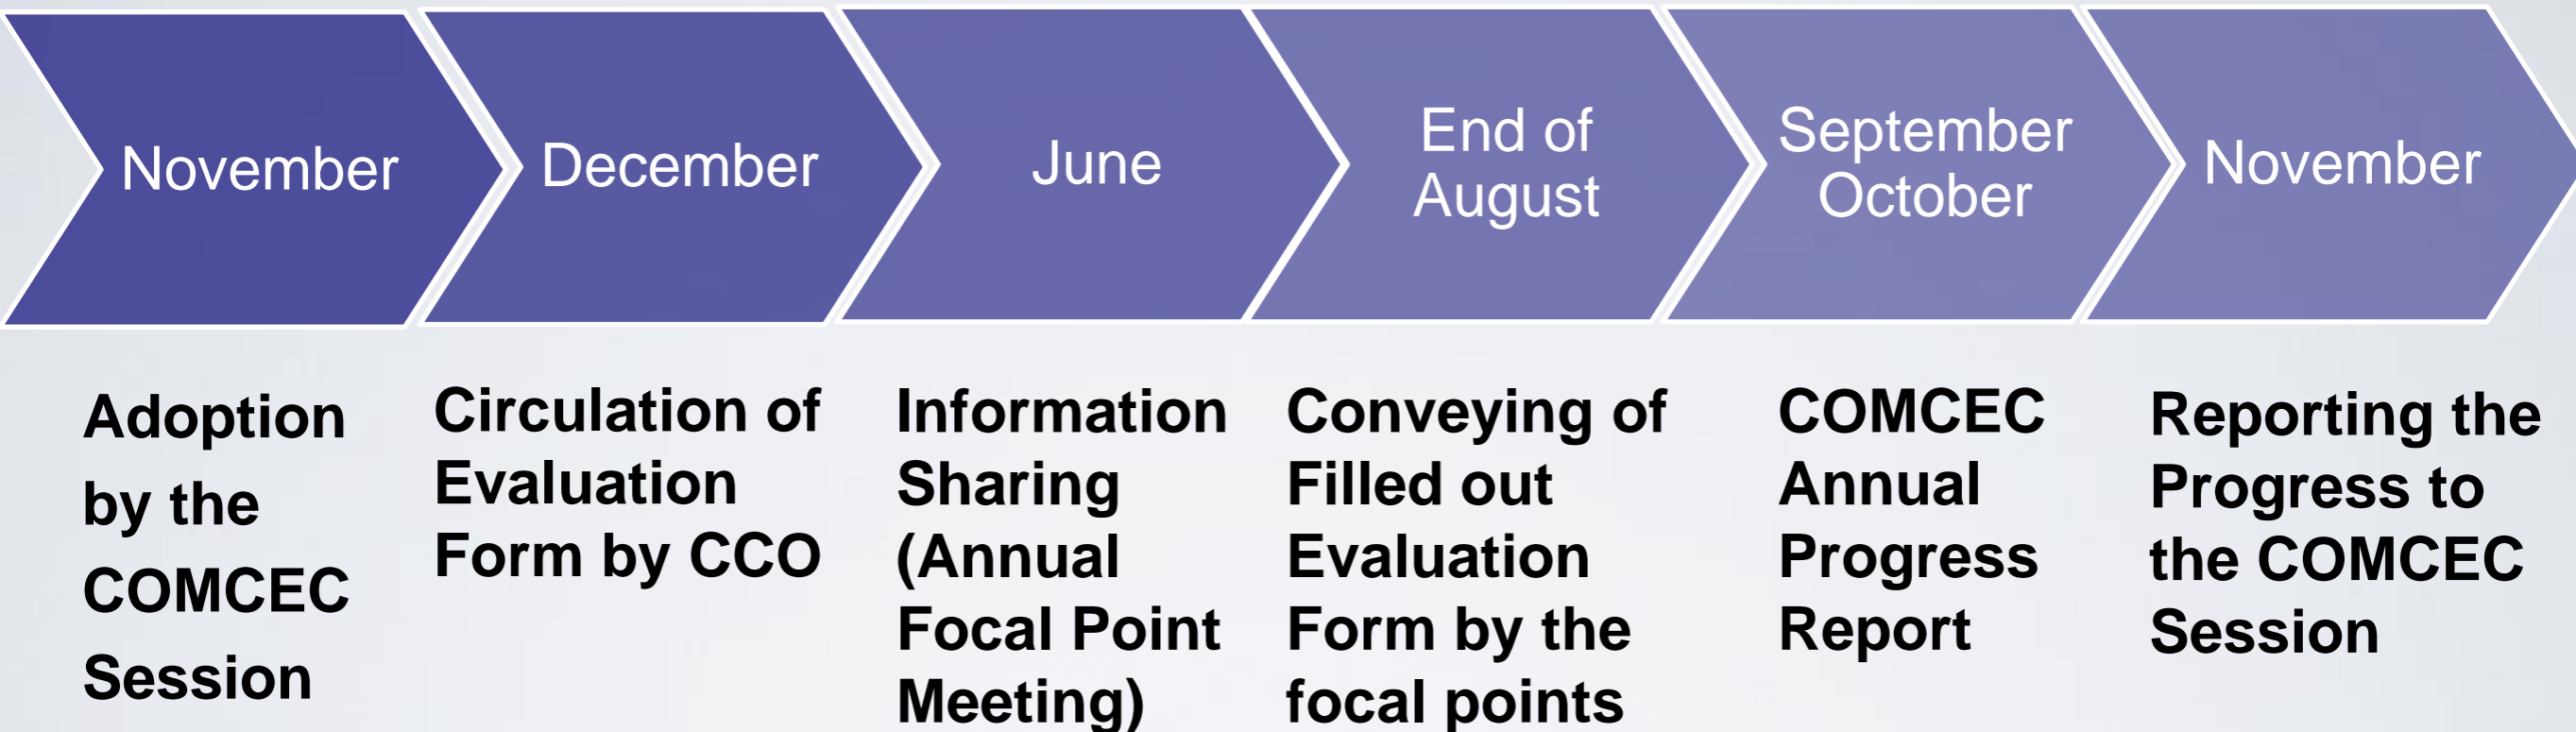 November
December
June
End of
August
September
October
November
Adoption
by the
COMCEC
Session
Circulation of
Evaluation
Form by CCO
Information
Sharing
(Annual
Focal Point
Meeting)
Conveying of
Filled out
Evaluation
Form by the
focal points
COMCEC
Annual
Progress
Report
Reporting the
Progress to
the COMCEC
Session